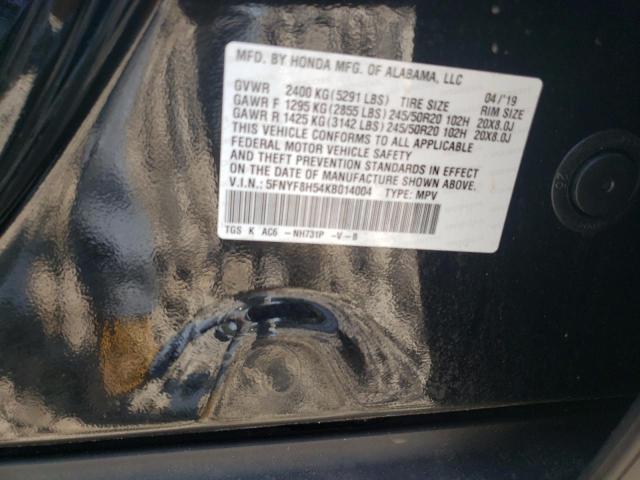 MFD. BY HONDA MFG. OF ALABAMA, LLC
GVWR 2400 KG (5291 LBS) TIRE SIZE 04/'19 RIM SIZE
GAWR F 1295 KG (2855 LBS) 245/50R20 102H 20X8.0J
GAWR R 1425 KG (3142 LBS) 245/50R20 102H 20X8.0J
THIS VEHICLE CONFORMS TO ALL APPLICABLE
FEDERAL MOTOR VEHICLE SAFETY
AND THEFT PREVENTION STANDARDS IN EFFECT
ON THE DATE OF MANUFACTURE SHOWN ABOVE.
V.I.N.: 5FNYF8H54KB014004 TYPE: MPV
TGS K AC6 -NH731P -V-B